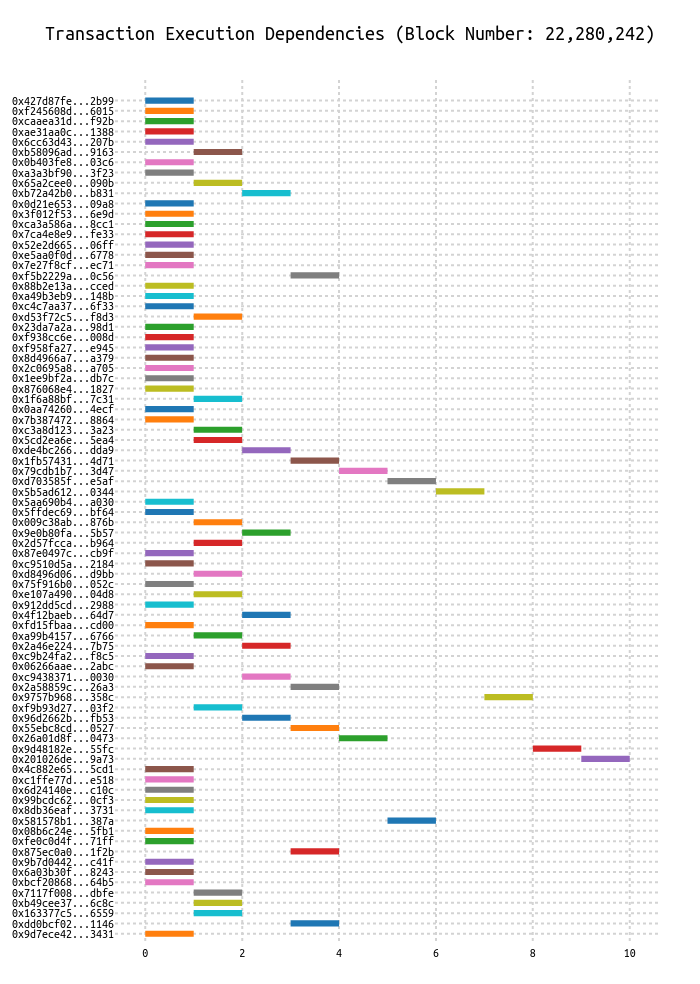 Transaction Execution Dependencies (Block Number: 22,280,242)
0x427d87fe...2b99
0xf245608d...6015
0xcaaea31d...f92b
0xae31aa0c...1388
0x6cc63d43...207b
0xb58096ad...9163
0x0b403fe8...03c6
0xa3a3bf90...3f23
0x65a2cee0...090b
0xb72a42b0...b831
0x0d21e653...09a8
0x3f012f53...6e9d
0xca3a586a...8cc1
0x7ca4e8e9...fe33
0x52e2d665...06ff
0xe5aa0f0d...6778
0x7e27f8cf...ec71
0xf5b2229a...0c56
0x88b2e13a...cced
0xa49b3eb9...148b
0xc4c7aa37...6f33
0xd53f72c5...f8d3
0x23da7a2a...98d1
0xf938cc6e...008d
0xf958fa27...e945
0x8d4966a7...a379
0x2c0695a8...a705
0x1ee9bf2a...db7c
0x876068e4...1827
0x1f6a88bf...7c31
0x0aa74260...4ecf
0x7b387472...8864
0xc3a8d123...3a23
0x5cd2ea6e...5ea4
0xde4bc266...dda9
0x1fb57431...4d71
0x79cdb1b7...3d47
0xd703585f...e5af
0x5b5ad612...0344
0x5aa690b4...a030
0x5ffdec69...bf64
0x009c38ab...876b
0x9e0b80fa...5b57
0x2d57fcca...b964
0x87e0497c...cb9f
0xc9510d5a...2184
0xd8496d06...d9bb
0x75f916b0...052c
0xe107a490...04d8
0x912dd5cd...2988
0x4f12baeb...64d7
0xfd15fbaa...cd00
0xa99b4157...6766
0x2a46e224...7b75
0xc9b24fa2...f8c5
0x06266aae...2abc
0xc9438371...0030
0x2a58859c...26a3
0x9757b968...358c
0xf9b93d27...03f2
0x96d2662b...fb53
0x55ebc8cd...0527
0x26a01d8f...0473
0x9d48182e...55fc
0x201026de...9a73
0x4c882e65...5cd1
0xc1ffe77d...e518
0x6d24140e...c10c
0x99bcdc62...0cf3
0x8db36eaf...3731
0x581578b1...387a
0x08b6c24e...5fb1
0xfe0c0d4f...71ff
0x875ec0a0...1f2b
0x9b7d0442...c41f
0x6a03b30f...8243
0xbcf20868...64b5
0x7117f008...dbfe
0xb49cee37...6c8c
0x163377c5...6559
0xdd0bcf02...1146
0x9d7ece42...3431
0 2 4 6 8 10